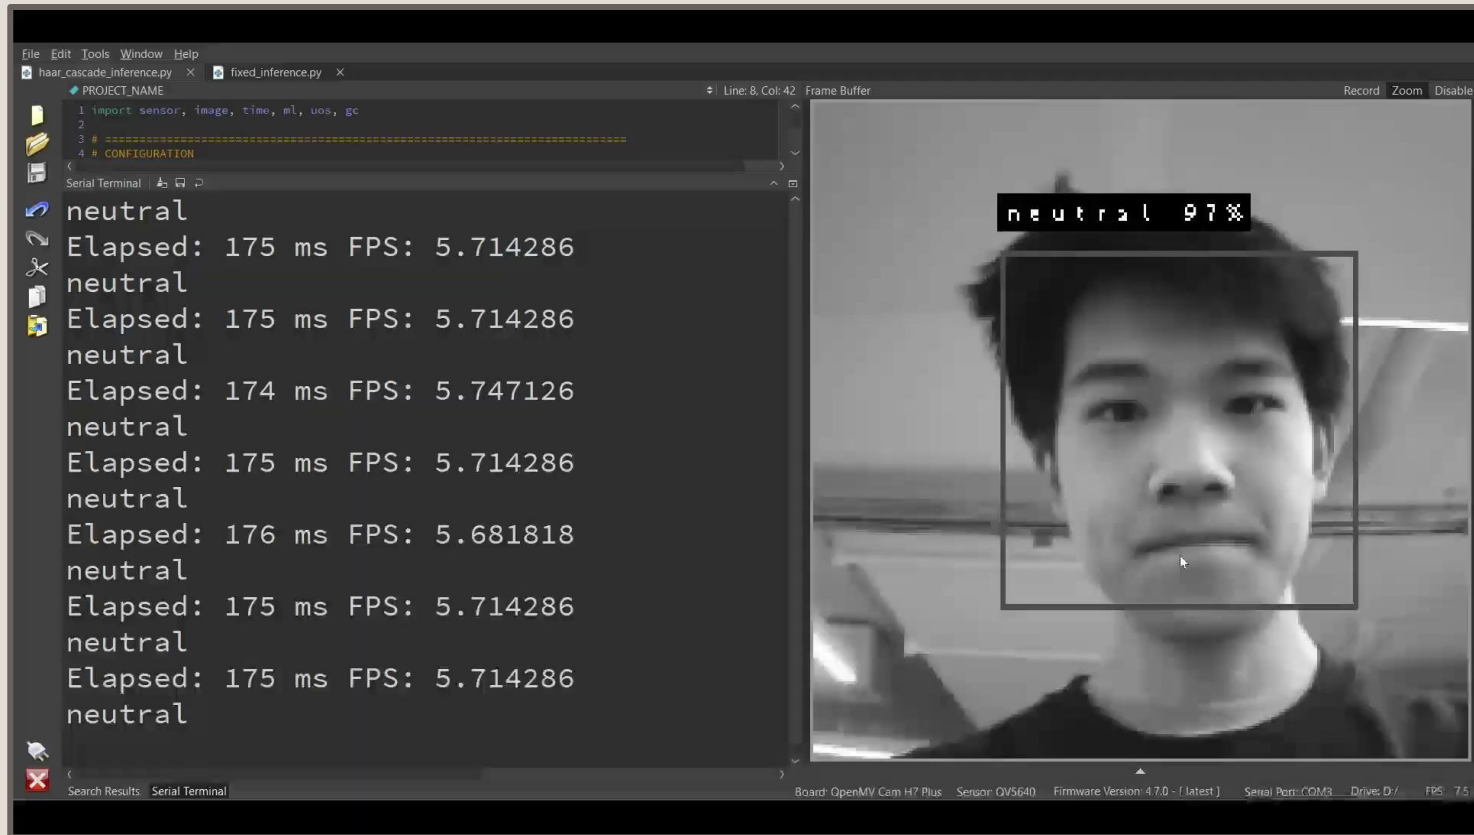 File Edit Tools Window Help
haar_cascade_inference.py × fixed_inference.py ×
PROJECT_NAME Line: 8, Col: 42 Frame Buffer Record Zoom Disable
1 import sensor, image, time, ml, uos, gc
2
3 # ============================================================================
4 # CONFIGURATION
Serial Terminal
neutral
Elapsed: 175 ms FPS: 5.714286
neutral
Elapsed: 175 ms FPS: 5.714286
neutral
Elapsed: 174 ms FPS: 5.747126
neutral
Elapsed: 175 ms FPS: 5.714286
neutral
Elapsed: 176 ms FPS: 5.681818
neutral
Elapsed: 175 ms FPS: 5.714286
neutral
Elapsed: 175 ms FPS: 5.714286
neutral
neutral 97%
Search Results Serial Terminal
Board: OpenMV Cam H7 Plus Sensor: OV5640 Firmware Version: 4.7.0 - [ latest ] Serial Port: COM3 Drive: D:/ FPS 7.5